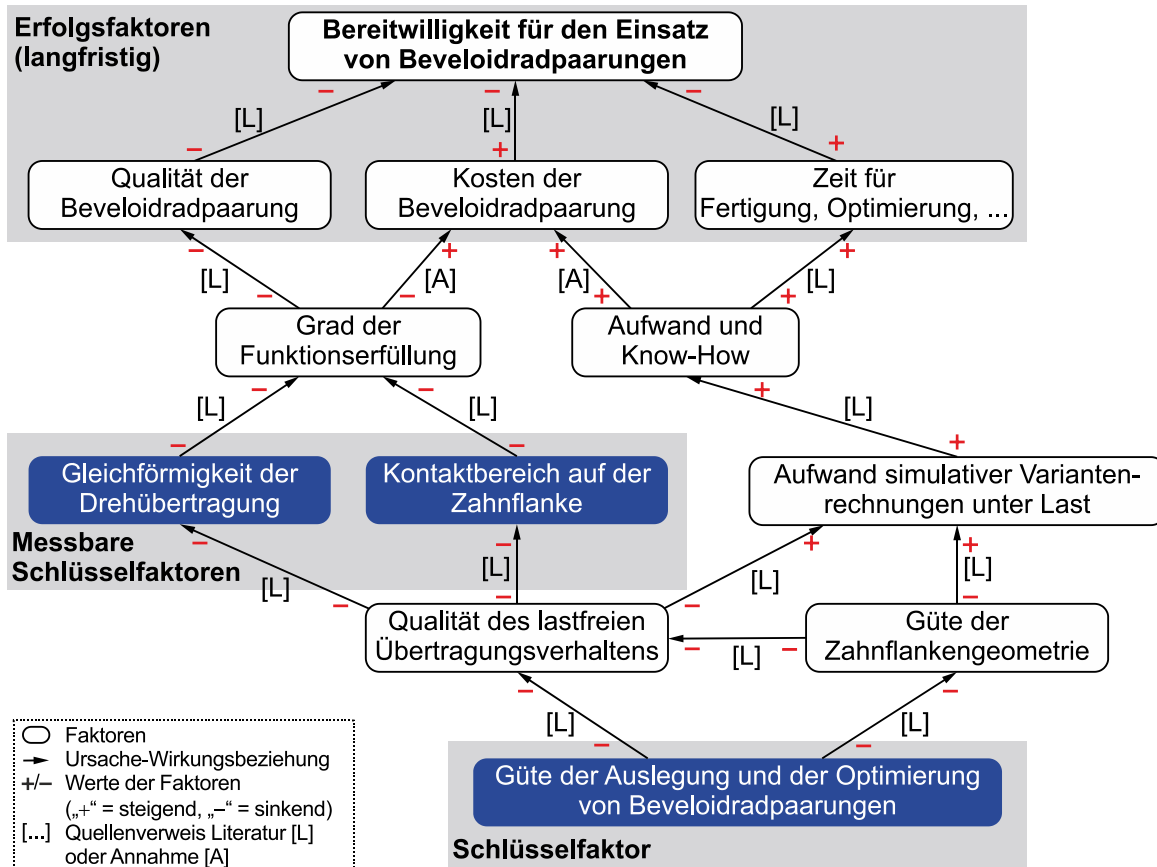 Erfolgsfaktoren
(langfristig)
Bereitwilligkeit für den Einsatz
von Beveloidradpaarungen
− − −
[L] [L] [L]
− + +
Qualität der
Beveloidradpaarung
Kosten der
Beveloidradpaarung
Zeit für
Fertigung, Optimierung, ...
− + + +
[L] [A] [A] [L]
− − + +
Grad der
Funktionserfüllung
Aufwand und
Know-How
− − +
[L] [L] [L]
− − +
Gleichförmigkeit der
Drehübertragung
Kontaktbereich auf der
Zahnflanke
Aufwand simulativer Varianten-
rechnungen unter Last
Messbare
Schlüsselfaktoren
− − + +
[L] [L] [L] [L]
− − − −
Qualität des lastfreien
Übertragungsverhaltens
Güte der
Zahnflankengeometrie
− [L] −
− −
[L] [L]
− −
Güte der Auslegung und der Optimierung
von Beveloidradpaarungen
Schlüsselfaktor
Faktoren
Ursache-Wirkungsbeziehung
+/− Werte der Faktoren
(„+“ = steigend, „−“ = sinkend)
[...] Quellenverweis Literatur [L]
oder Annahme [A]